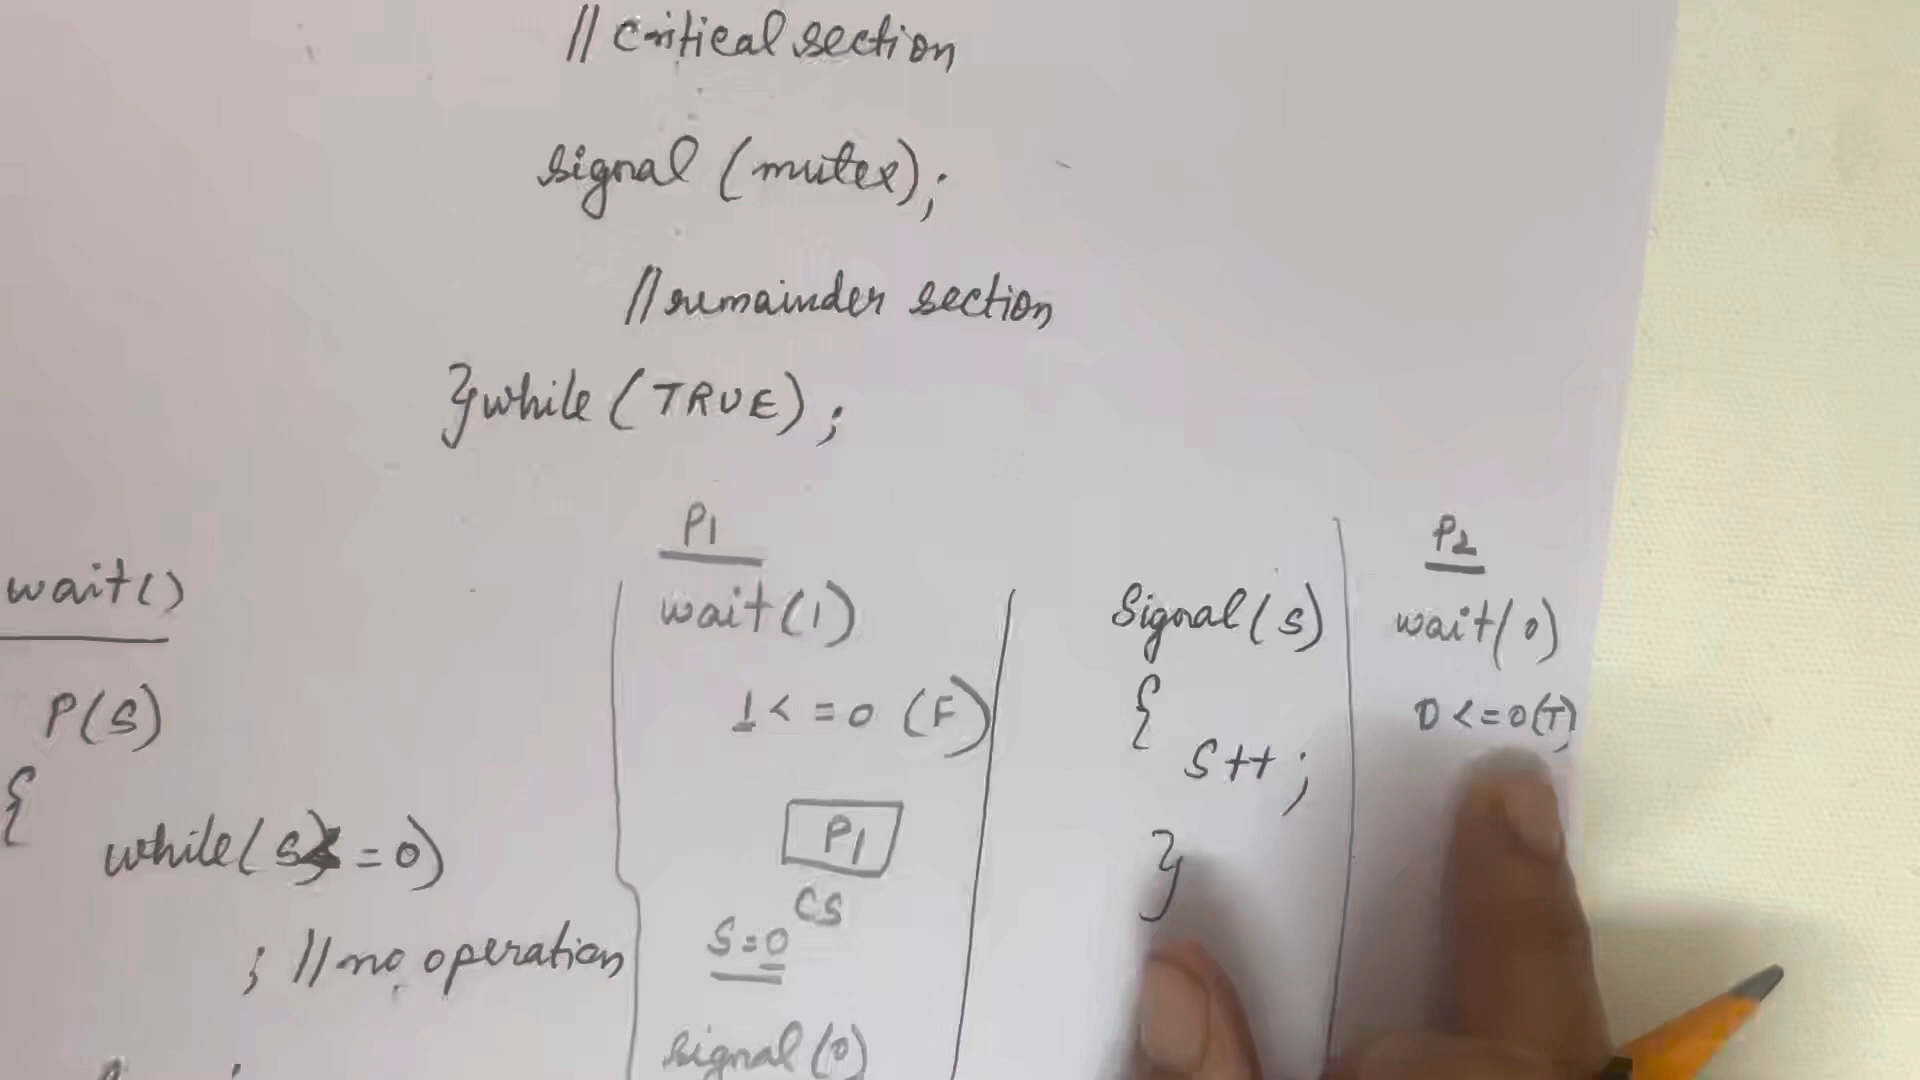 // critical section
signal (mutex);
// remainder section
} while (TRUE);
wait()
P(S)
{
while(S<=0)
; // no operation
P1
wait(1)
1<=0 (F)
P1
CS
S=0
signal(0)
Signal(S)
{
S++;
}
P2
wait(0)
0<=0(T)